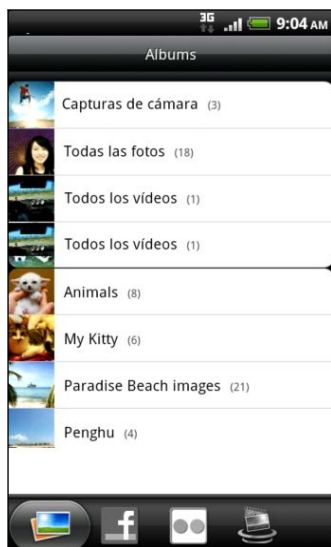 3G 9:04 AM
Albums
Capturas de cámara (3)
Todas las fotos (18)
Todos los vídeos (1)
Todos los vídeos (1)
Animals (8)
My Kitty (6)
Paradise Beach images (21)
Penghu (4)
f